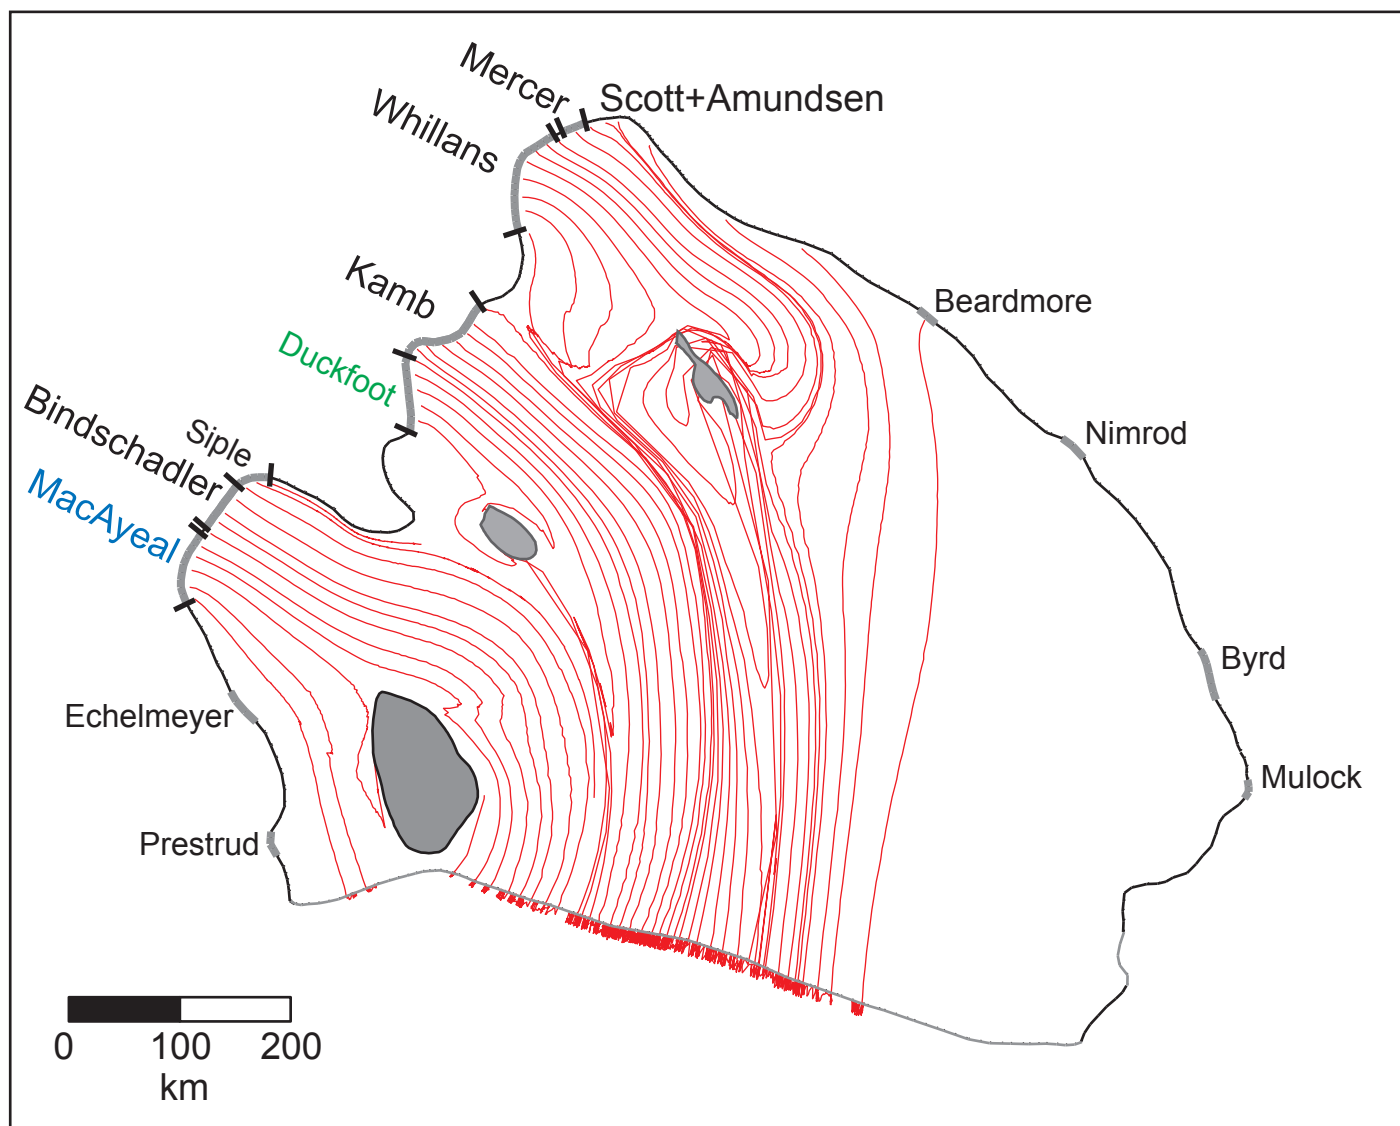 Mercer
Scott+Amundsen
Whillans
Kamb
Beardmore
Duckfoot
Bindschadler
Siple
Nimrod
MacAyeal
Byrd
Echelmeyer
Mulock
Prestrud
0 100 200
km